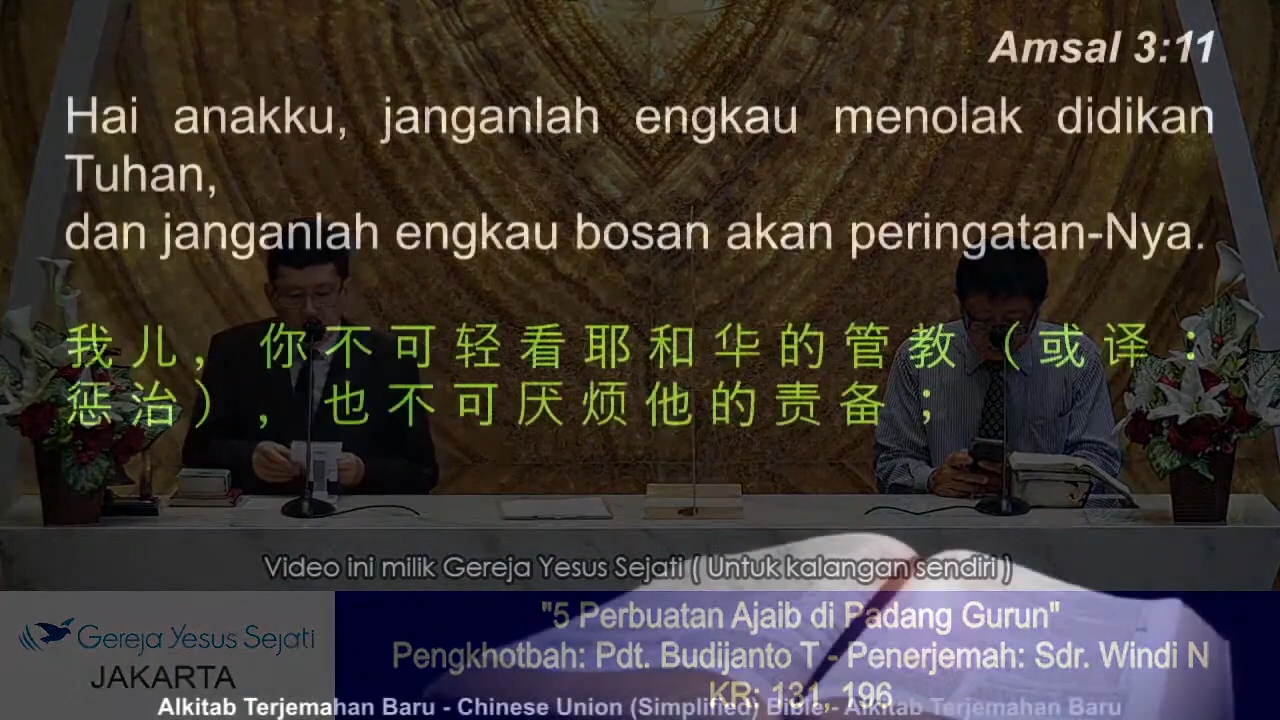 Amsal 3:11
Hai anakku, janganlah engkau menolak didikan
Tuhan,
dan janganlah engkau bosan akan peringatan-Nya.
我儿，你不可轻看耶和华的管教（或译：
惩治），也不可厌烦他的责备；
Video ini milik Gereja Yesus Sejati ( Untuk kalangan sendiri )
Gereja Yesus Sejati
JAKARTA
"5 Perbuatan Ajaib di Padang Gurun"
Pengkhotbah: Pdt. Budijanto T - Penerjemah: Sdr. Windi N
KR: 131, 196
Alkitab Terjemahan Baru - Chinese Union (Simplified) Bible - Alkitab Terjemahan Baru